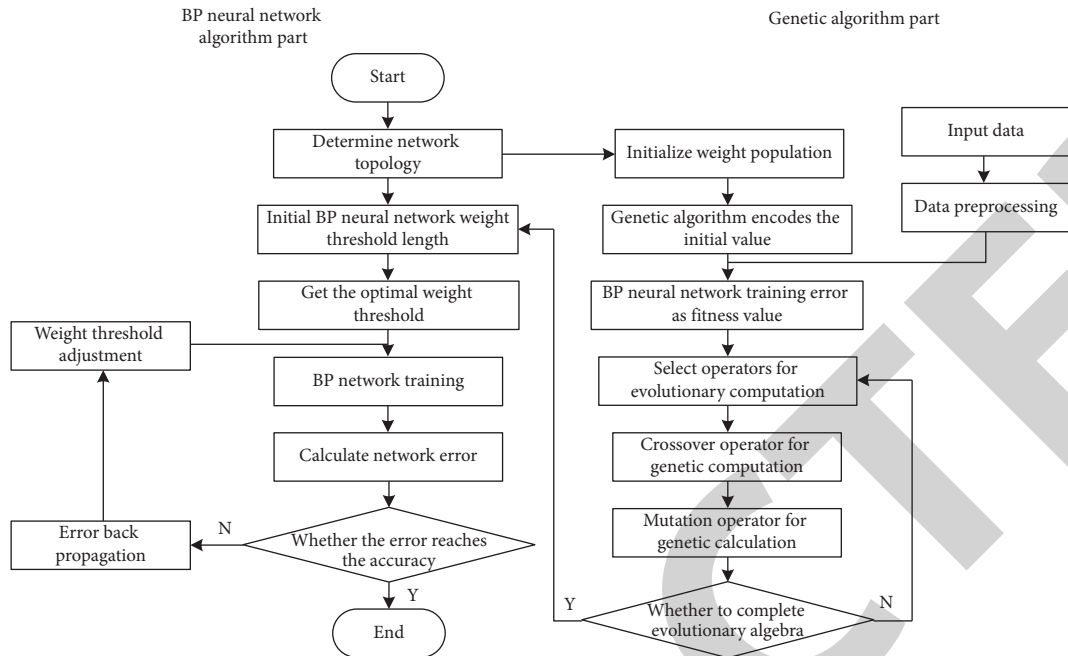 BP neural network
algorithm part
Genetic algorithm part
Start
Determine network
topology
Initialize weight population
Input data
Initial BP neural network weight
threshold length
Genetic algorithm encodes the
initial value
Data preprocessing
Get the optimal weight
threshold
BP neural network training error
as fitness value
Weight threshold
adjustment
BP network training
Select operators for
evolutionary computation
Calculate network error
Crossover operator for
genetic computation
Error back
propagation
N
Whether the error reaches
the accuracy
Mutation operator for
genetic calculation
Y
End
Y
Whether to complete
evolutionary algebra
N